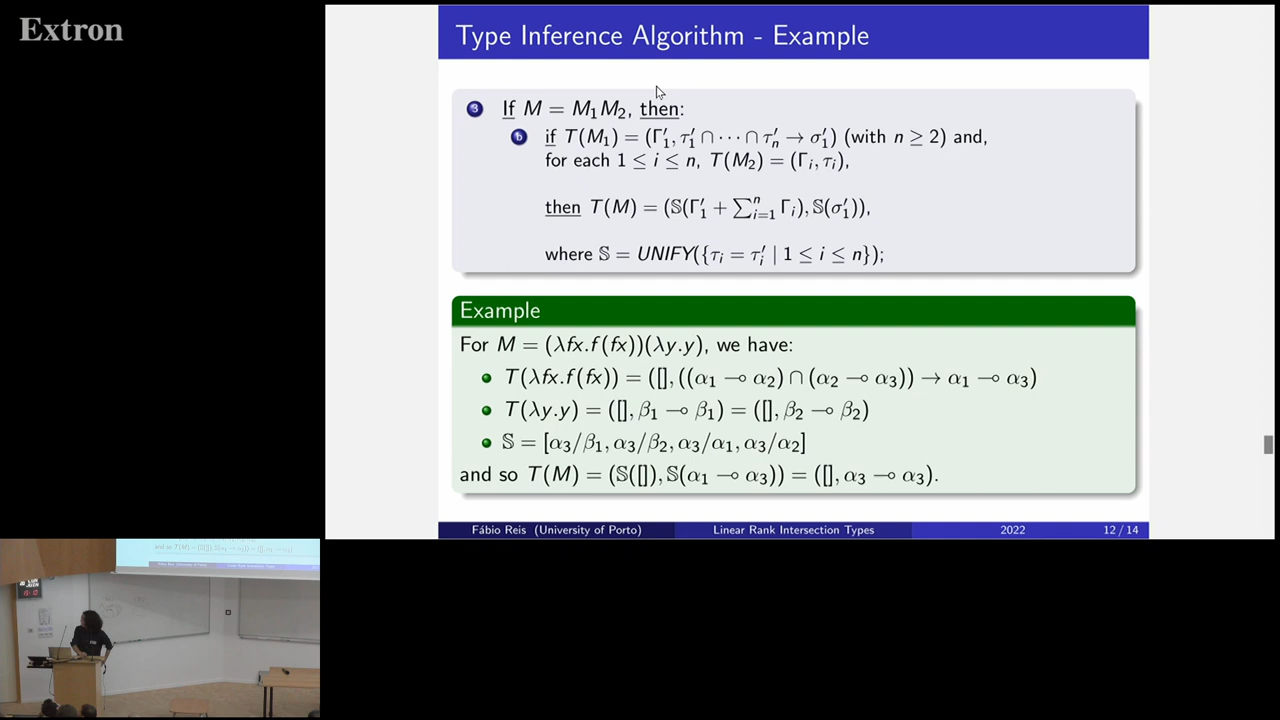 Extron
Type Inference Algorithm - Example
3 If M = M₁M₂, then:
b if T(M₁) = (Γ′₁, τ′₁ ∩ ··· ∩ τ′ₙ → σ′₁) (with n ≥ 2) and,
for each 1 ≤ i ≤ n, T(M₂) = (Γᵢ, τᵢ),
then T(M) = (𝕊(Γ′₁ + ∑ⁿᵢ₌₁ Γᵢ), 𝕊(σ′₁)),
where 𝕊 = UNIFY({τᵢ = τ′ᵢ | 1 ≤ i ≤ n});
Example
For M = (λfx.f(fx))(λy.y), we have:
• T(λfx.f(fx)) = ([], ((α₁ ⊸ α₂) ∩ (α₂ ⊸ α₃)) → α₁ ⊸ α₃)
• T(λy.y) = ([], β₁ ⊸ β₁) = ([], β₂ ⊸ β₂)
• 𝕊 = [α₃/β₁, α₃/β₂, α₃/α₁, α₃/α₂]
and so T(M) = (𝕊([]), 𝕊(α₁ ⊸ α₃)) = ([], α₃ ⊸ α₃).
Fábio Reis (University of Porto) Linear Rank Intersection Types 2022 12 / 14